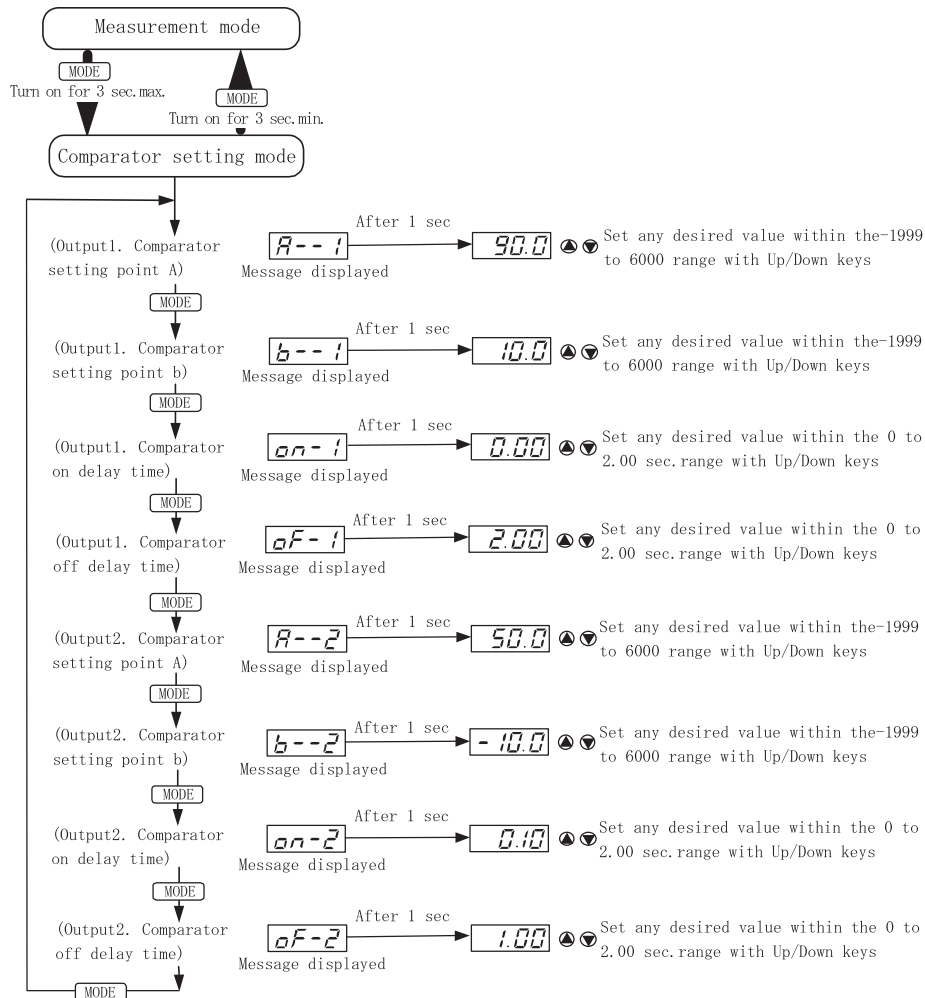 Measurement mode
MODE
Turn on for 3 sec.max.
MODE
Turn on for 3 sec.min.
Comparator setting mode
(Output1. Comparator
setting point A)
A--1
Message displayed
After 1 sec
90.0
Set any desired value within the-1999
to 6000 range with Up/Down keys
MODE
(Output1. Comparator
setting point b)
b--1
Message displayed
After 1 sec
10.0
Set any desired value within the-1999
to 6000 range with Up/Down keys
MODE
(Output1. Comparator
on delay time)
on-1
Message displayed
After 1 sec
0.00
Set any desired value within the 0 to
2.00 sec.range with Up/Down keys
MODE
(Output1. Comparator
off delay time)
oF-1
Message displayed
After 1 sec
2.00
Set any desired value within the 0 to
2.00 sec.range with Up/Down keys
MODE
(Output2. Comparator
setting point A)
A--2
Message displayed
After 1 sec
50.0
Set any desired value within the-1999
to 6000 range with Up/Down keys
MODE
(Output2. Comparator
setting point b)
b--2
Message displayed
After 1 sec
-10.0
Set any desired value within the-1999
to 6000 range with Up/Down keys
MODE
(Output2. Comparator
on delay time)
on-2
Message displayed
After 1 sec
0.10
Set any desired value within the 0 to
2.00 sec.range with Up/Down keys
MODE
(Output2. Comparator
off delay time)
oF-2
Message displayed
After 1 sec
1.00
Set any desired value within the 0 to
2.00 sec.range with Up/Down keys
MODE